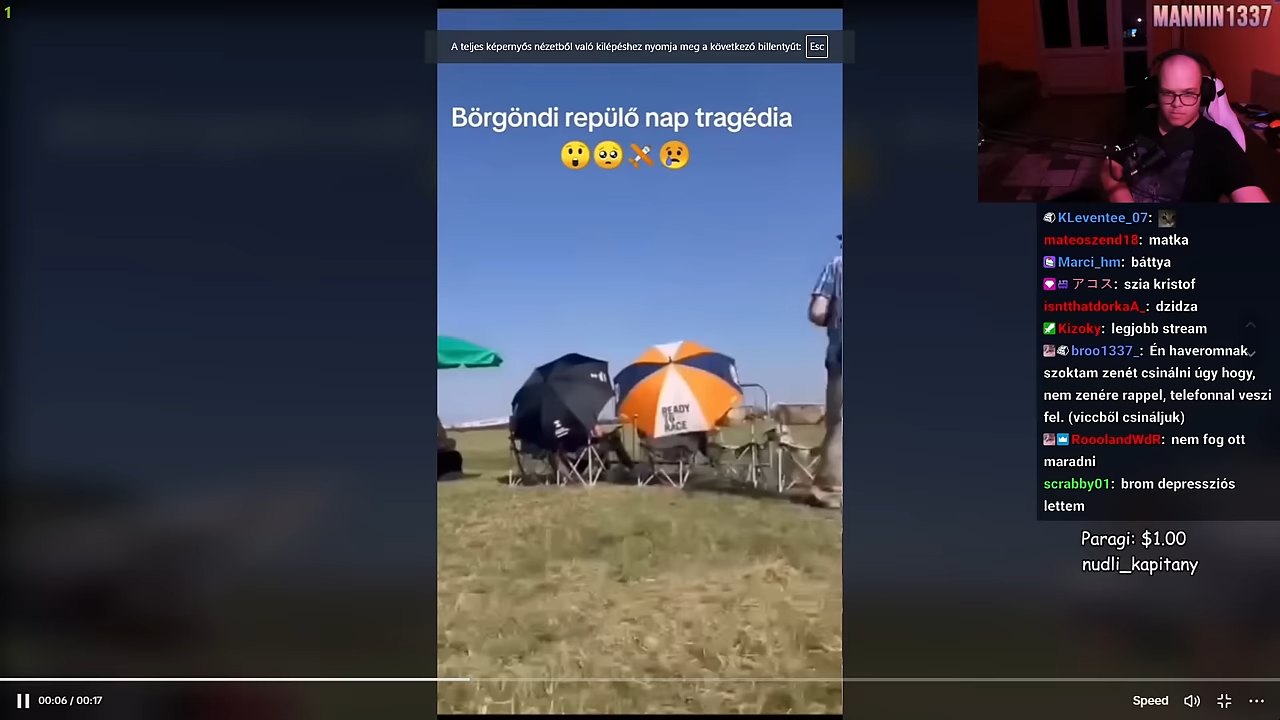 1
A teljes képernyős nézetből való kilépéshez nyomja meg a következő billentyűt: Esc
Börgöndi repülő nap tragédia
😲🥺🛩️😢
READY
TO
RACE
00:06 / 00:17
Speed
MANNIN1337
KLeventee_07:
mateoszend18: matka
Marci_hm: báttya
アコス: szia kristof
isntthatdorkaA_: dzidza
Kizoky: legjobb stream
broo1337_: Én haveromnak
szoktam zenét csinálni úgy hogy,
nem zenére rappel, telefonnal veszi
fel. (viccből csináljuk)
RooolandWdR: nem fog ott
maradni
scrabby01: brom depressziós
lettem
Paragi: $1.00
nudli_kapitany